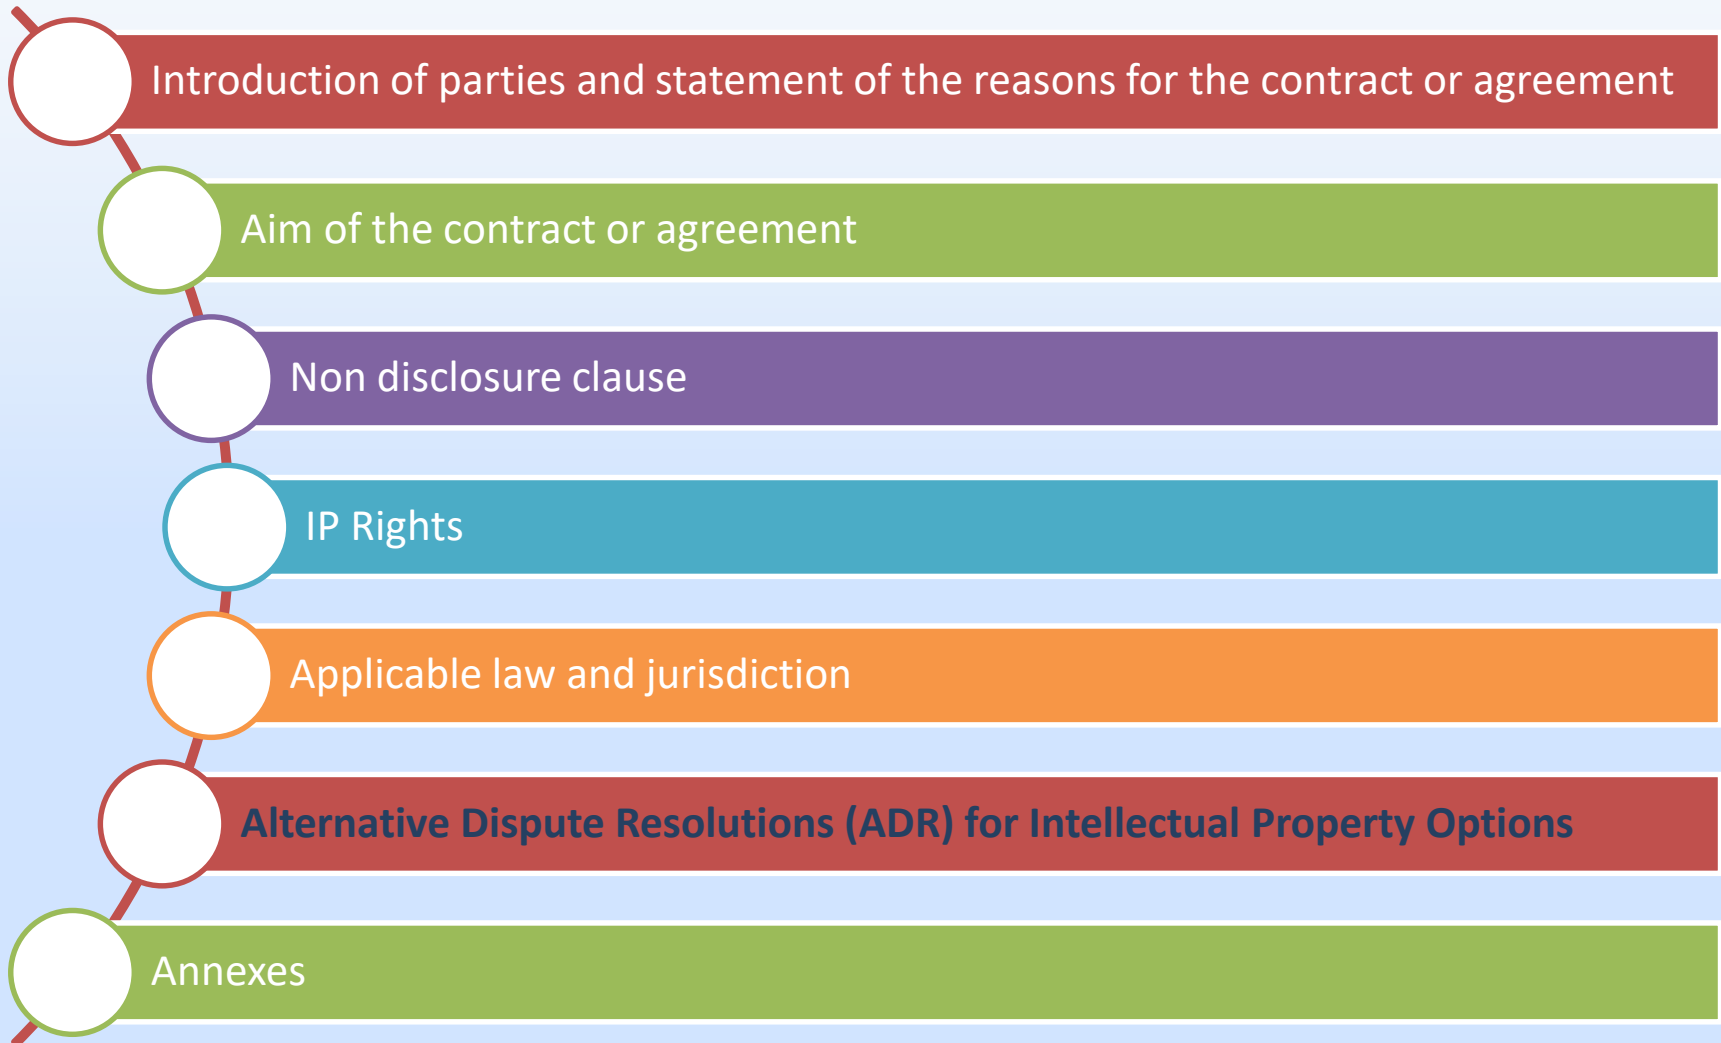 Introduction of parties and statement of the reasons for the contract or agreement
Aim of the contract or agreement
Non disclosure clause
IP Rights
Applicable law and jurisdiction
Alternative Dispute Resolutions (ADR) for Intellectual Property Options
Annexes